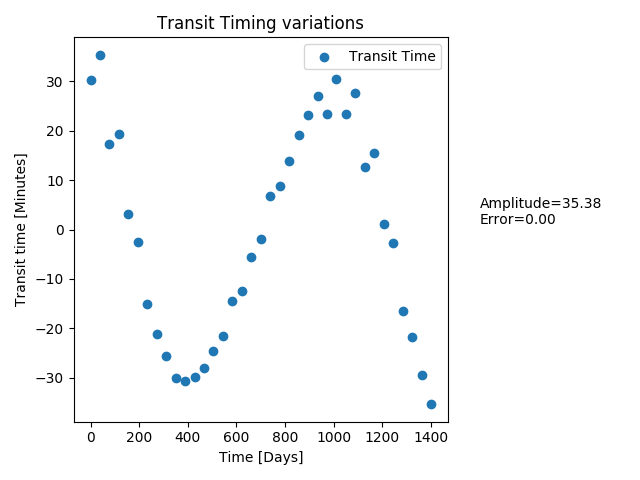 Transit Timing variations
Transit Time
Transit time [Minutes]
30
20
10
0
−10
−20
−30
0
200
400
600
800
1000
1200
1400
Time [Days]
Amplitude=35.38
Error=0.00